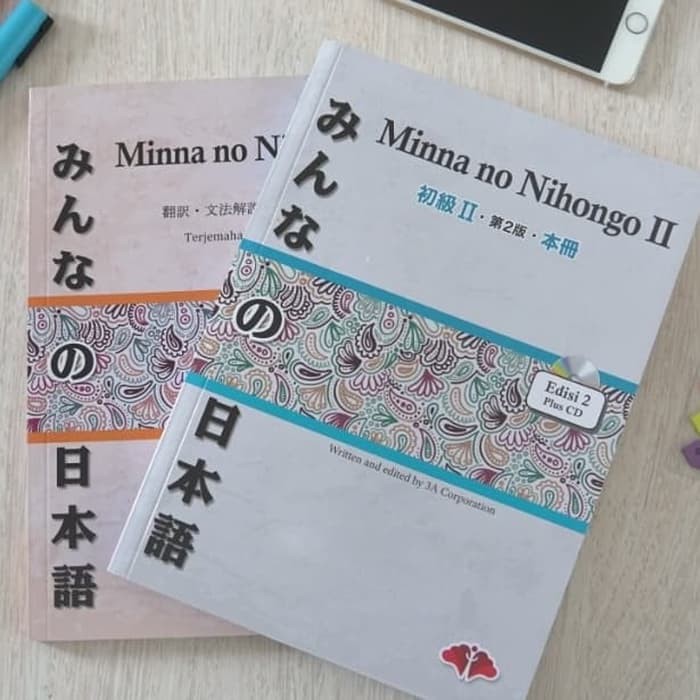 みんなの日本語
Minna no Nihongo II
初級 II・第2版・本冊
Edisi 2
Plus CD
Written and edited by 3A Corporation
みんなの日本語
Minna no
翻訳・文法解